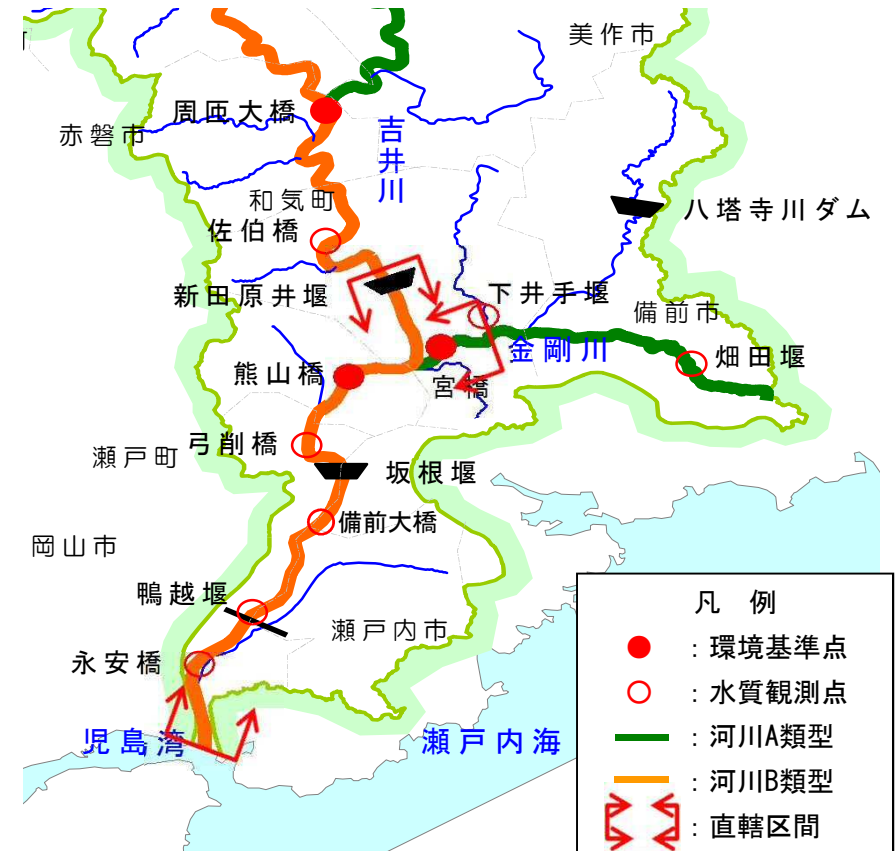 美作市
町
周匝大橋
赤磐市
吉井川
和気町
八塔寺川ダム
佐伯橋
新田原井堰
下井手堰
備前市
金剛川
畑田堰
熊山橋
宮橋
弓削橋
瀬戸町
坂根堰
備前大橋
岡山市
鴨越堰
瀬戸内市
永安橋
児島湾
瀬戸内海
凡 例
：環境基準点
：水質観測点
：河川A類型
：河川B類型
：直轄区間